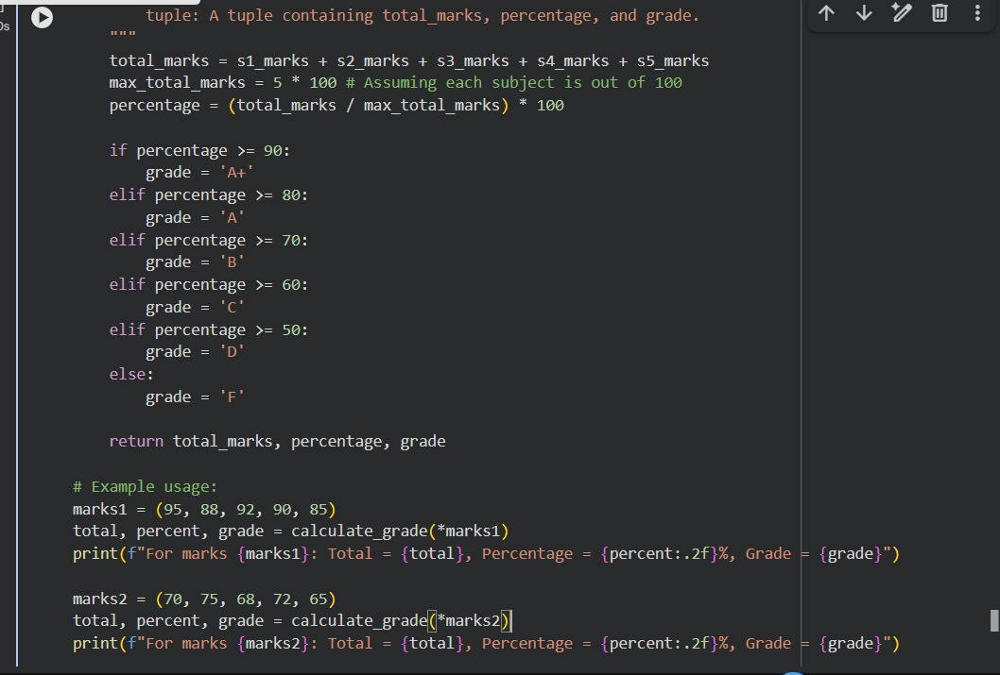 tuple: A tuple containing total_marks, percentage, and grade.
"""
total_marks = s1_marks + s2_marks + s3_marks + s4_marks + s5_marks
max_total_marks = 5 * 100 # Assuming each subject is out of 100
percentage = (total_marks / max_total_marks) * 100
if percentage >= 90:
grade = 'A+'
elif percentage >= 80:
grade = 'A'
elif percentage >= 70:
grade = 'B'
elif percentage >= 60:
grade = 'C'
elif percentage >= 50:
grade = 'D'
else:
grade = 'F'
return total_marks, percentage, grade
# Example usage:
marks1 = (95, 88, 92, 90, 85)
total, percent, grade = calculate_grade(*marks1)
print(f"For marks {marks1}: Total = {total}, Percentage = {percent:.2f}%, Grade = {grade}")
marks2 = (70, 75, 68, 72, 65)
total, percent, grade = calculate_grade(*marks2)
print(f"For marks {marks2}: Total = {total}, Percentage = {percent:.2f}%, Grade = {grade}")